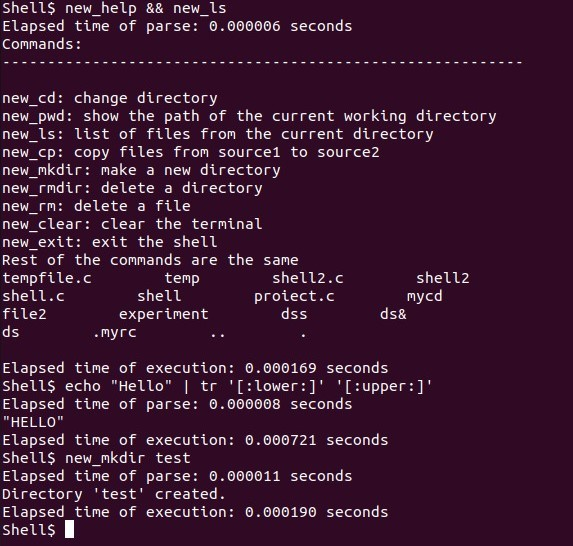 Shell$ new_help && new_ls
Elapsed time of parse: 0.000006 seconds
Commands:
----------------------------------------------------------
new_cd: change directory
new_pwd: show the path of the current working directory
new_ls: list of files from the current directory
new_cp: copy files from source1 to source2
new_mkdir: make a new directory
new_rmdir: delete a directory
new_rm: delete a file
new_clear: clear the terminal
new_exit: exit the shell
Rest of the commands are the same
tempfile.c temp shell2.c shell2
shell.c shell proiect.c mycd
file2 experiment dss ds&
ds .myrc .. .
Elapsed time of execution: 0.000169 seconds
Shell$ echo "Hello" | tr '[:lower:]' '[:upper:]'
Elapsed time of parse: 0.000008 seconds
"HELLO"
Elapsed time of execution: 0.000721 seconds
Shell$ new_mkdir test
Elapsed time of parse: 0.000011 seconds
Directory 'test' created.
Elapsed time of execution: 0.000190 seconds
Shell$